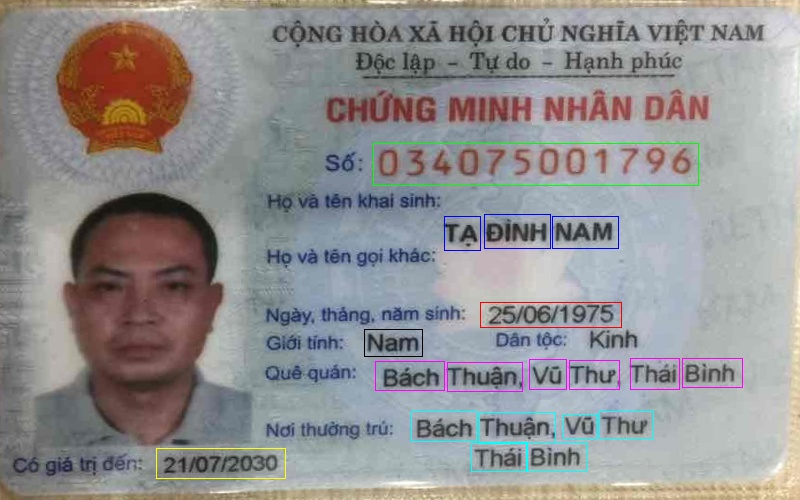 CỘNG HÒA XÃ HỘI CHỦ NGHĨA VIỆT NAM
Độc lập - Tự do - Hạnh phúc
CHỨNG MINH NHÂN DÂN
Số: 034075001796
Họ và tên khai sinh:
TẠ ĐÌNH NAM
Họ và tên gọi khác:
Ngày, tháng, năm sinh: 25/06/1975
Giới tính: Nam Dân tộc: Kinh
Quê quán: Bách Thuận, Vũ Thư, Thái Bình
Nơi thường trú: Bách Thuận, Vũ Thư
Thái Bình
Có giá trị đến: 21/07/2030